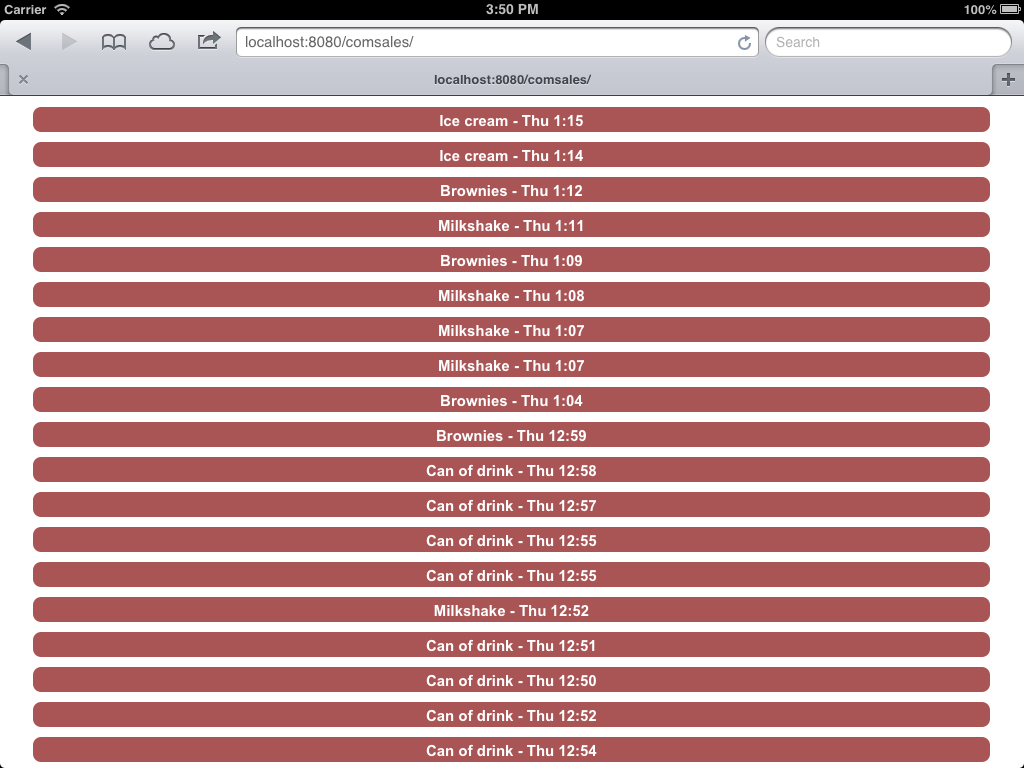 Carrier 3:50 PM 100%
localhost:8080/comsales/ Search
localhost:8080/comsales/
Ice cream - Thu 1:15
Ice cream - Thu 1:14
Brownies - Thu 1:12
Milkshake - Thu 1:11
Brownies - Thu 1:09
Milkshake - Thu 1:08
Milkshake - Thu 1:07
Milkshake - Thu 1:07
Brownies - Thu 1:04
Brownies - Thu 12:59
Can of drink - Thu 12:58
Can of drink - Thu 12:57
Can of drink - Thu 12:55
Can of drink - Thu 12:55
Milkshake - Thu 12:52
Can of drink - Thu 12:51
Can of drink - Thu 12:50
Can of drink - Thu 12:52
Can of drink - Thu 12:54